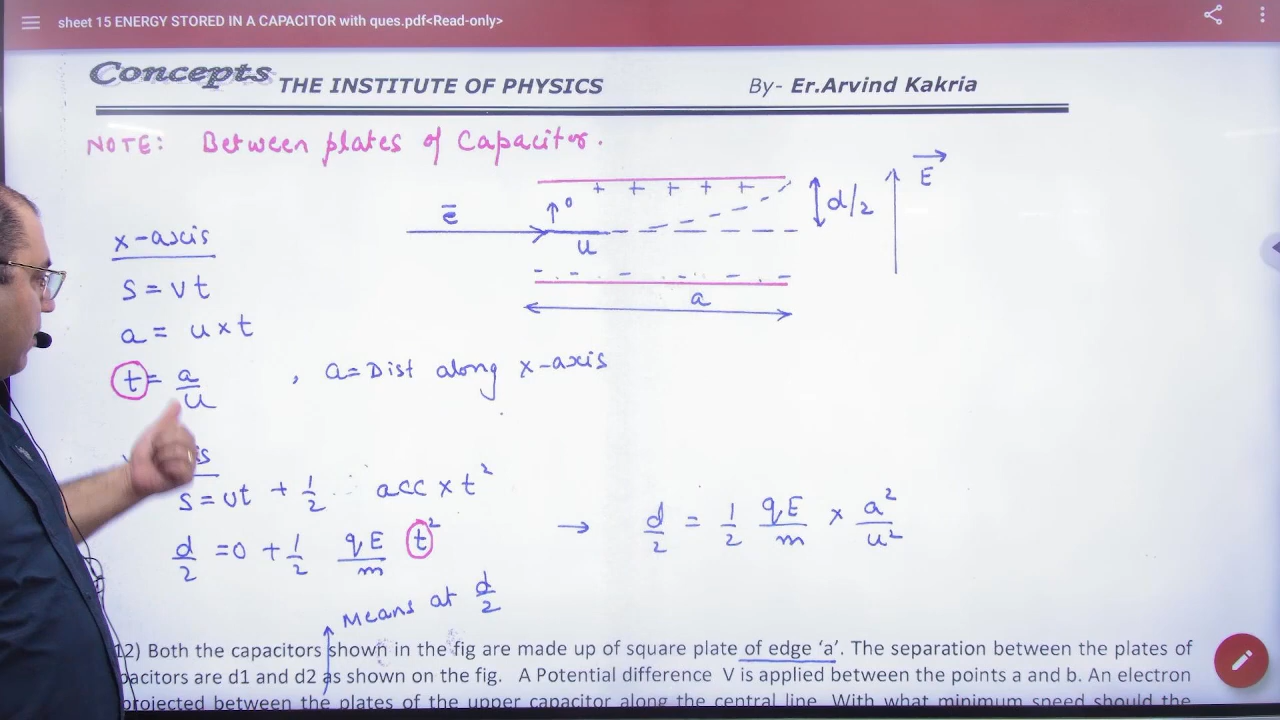 sheet 15 ENERGY STORED IN A CAPACITOR with ques.pdf<Read-only>
Concepts THE INSTITUTE OF PHYSICS By- Er.Arvind Kakria
NOTE: Between plates of Capacitor.
+ + + + +
E
d/2
e
↑0
u
x-axis
S = vt
- - - - - -
a
a = u x t
t = a/u , a = Dist along x-axis
is
S = ut + 1/2 acc x t²
d/2 = 0 + 1/2 qE/m t² → d/2 = 1/2 qE/m x a²/u²
Means at d/2
12) Both the capacitors shown in the fig are made up of square plate of edge ‘a’. The separation between the plates of
pacitors are d1 and d2 as shown on the fig. A Potential difference V is applied between the points a and b. An electron
projected between the plates of the upper capacitor along the central line. With what minimum speed should the